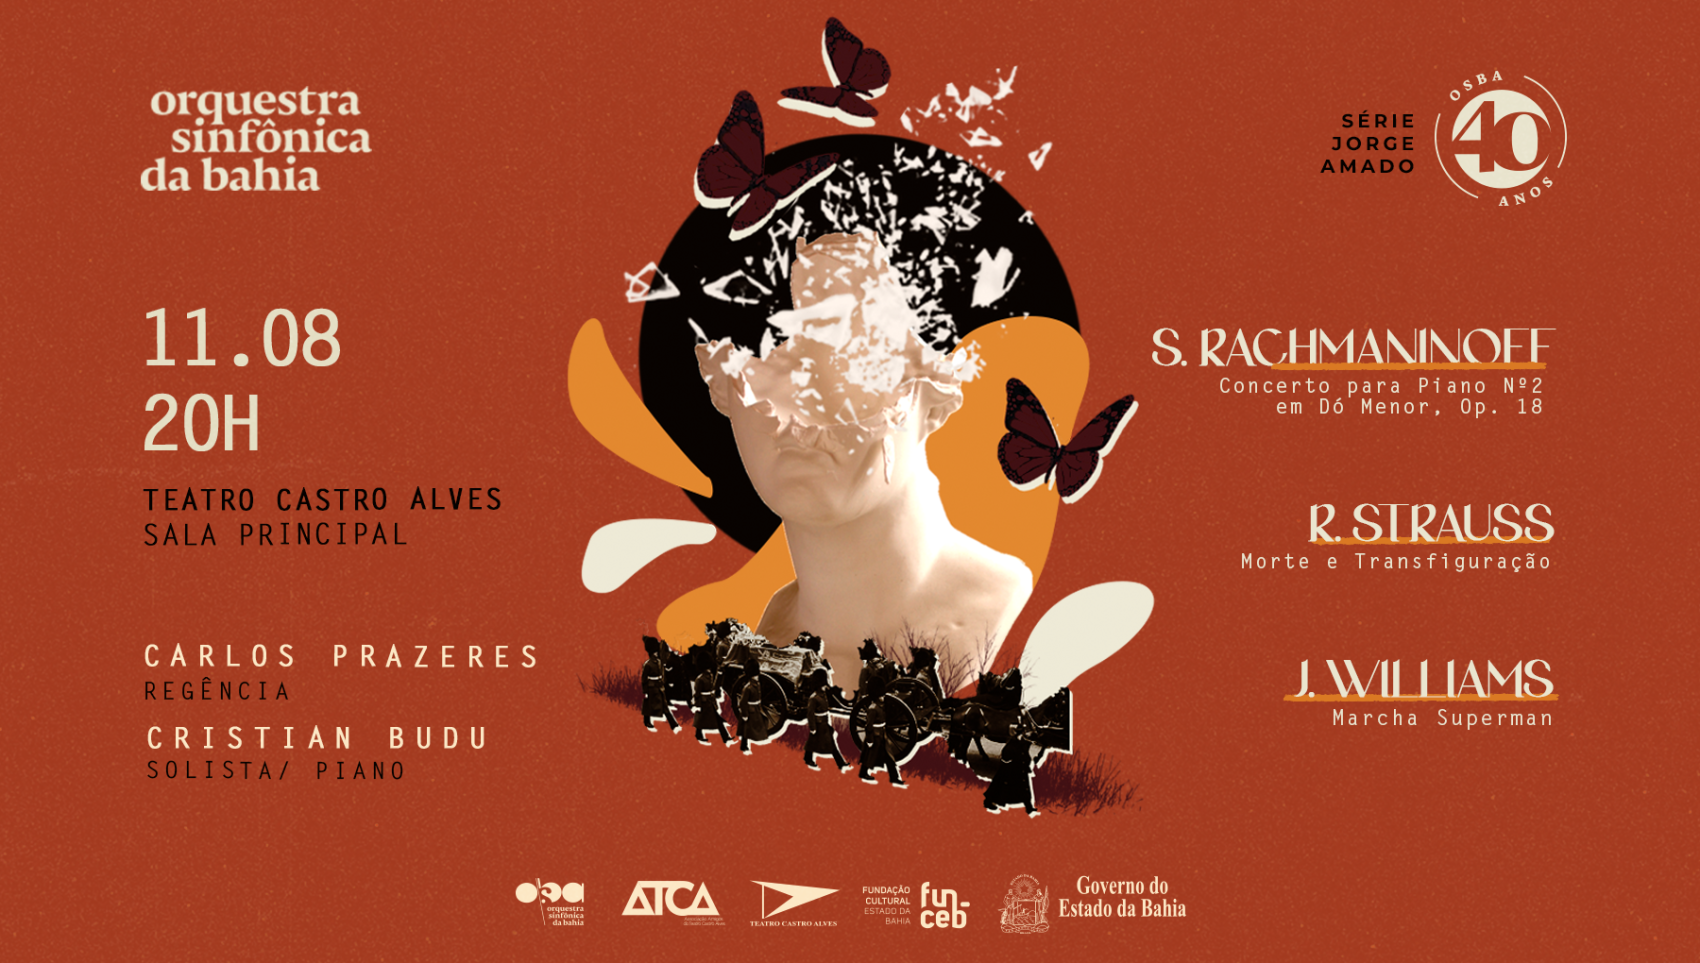 orquestra
sinfônica
da bahia
SÉRIE
JORGE
AMADO
OSBA
40
ANOS
11.08
20H
TEATRO CASTRO ALVES
SALA PRINCIPAL
CARLOS PRAZERES
REGÊNCIA
CRISTIAN BUDU
SOLISTA/ PIANO
S. RACHMANINOFF
Concerto para Piano Nº2
em Dó Menor, Op. 18
R. STRAUSS
Morte e Transfiguração
J. WILLIAMS
Marcha Superman
orquestra
sinfônica
da bahia
ATCA
TEATRO CASTRO ALVES
FUNDAÇÃO
CULTURAL
ESTADO DA
BAHIA
fun-
ceb
Governo do
Estado da Bahia